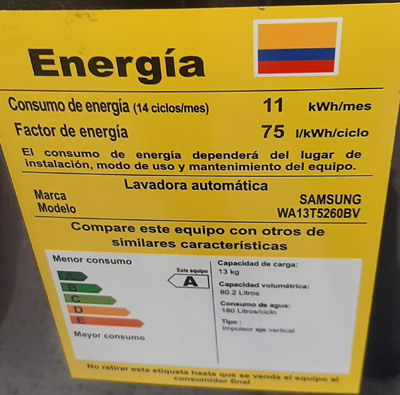 Energía
Consumo de energía (14 ciclos/mes) 11 kWh/mes
Factor de energía 75 l/kWh/ciclo
El consumo de energía dependerá del lugar de
instalación, modo de uso y mantenimiento del equipo.
Lavadora automática
Marca SAMSUNG
Modelo WA13T5260BV
Compare este equipo con otros de
similares características
Menor consumo
Este equipo
A
A
B
C
D
E
Mayor consumo
Capacidad de carga:
13 kg
Capacidad volumétrica:
80.2 Litros
Consumo de agua:
180 Litros/ciclo
Tipo:
Impulsor eje vertical
No retirar esta etiqueta hasta que se venda el equipo al
consumidor final